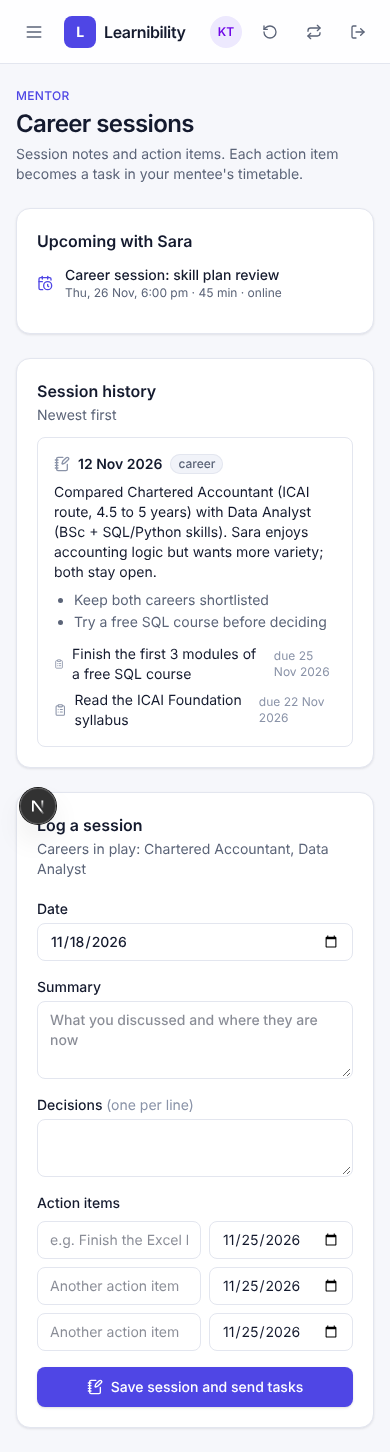 L Learnibility KT
MENTOR
Career sessions
Session notes and action items. Each action item
becomes a task in your mentee's timetable.
Upcoming with Sara
Career session: skill plan review
Thu, 26 Nov, 6:00 pm · 45 min · online
Session history
Newest first
12 Nov 2026 career
Compared Chartered Accountant (ICAI
route, 4.5 to 5 years) with Data Analyst
(BSc + SQL/Python skills). Sara enjoys
accounting logic but wants more variety;
both stay open.
Keep both careers shortlisted
Try a free SQL course before deciding
Finish the first 3 modules of
a free SQL course
due 25
Nov 2026
Read the ICAI Foundation
syllabus
due 22 Nov
2026
N
Log a session
Careers in play: Chartered Accountant, Data
Analyst
Date
11/18/2026
Summary
What you discussed and where they are
now
Decisions (one per line)
Action items
e.g. Finish the Excel 11/25/2026
Another action item 11/25/2026
Another action item 11/25/2026
Save session and send tasks